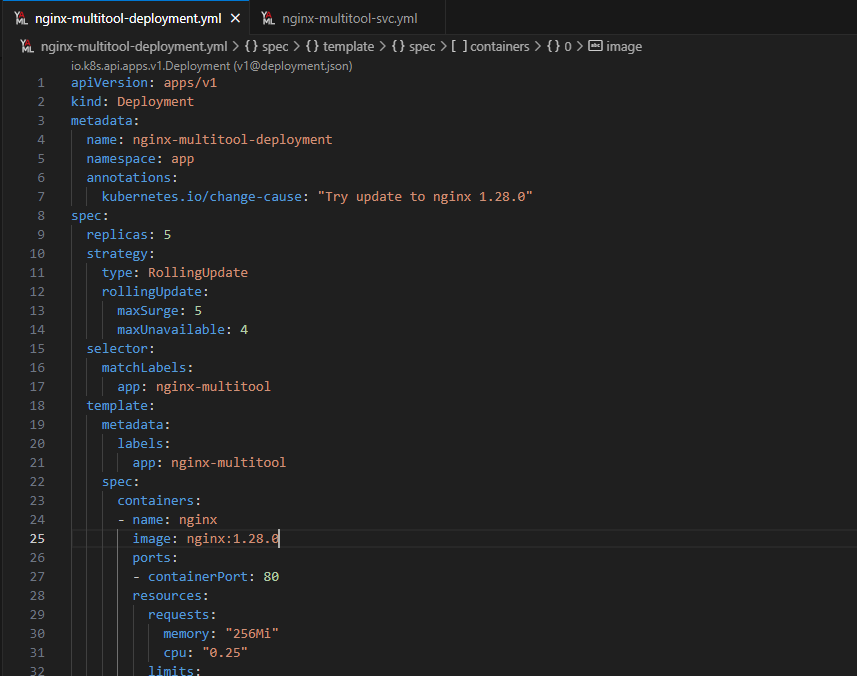 nginx-multitool-deployment.yml × nginx-multitool-svc.yml
nginx-multitool-deployment.yml > {} spec > {} template > {} spec > [ ] containers > {} 0 > abc image
io.k8s.api.apps.v1.Deployment (v1@deployment.json)
1 apiVersion: apps/v1
2 kind: Deployment
3 metadata:
4   name: nginx-multitool-deployment
5   namespace: app
6   annotations:
7     kubernetes.io/change-cause: "Try update to nginx 1.28.0"
8 spec:
9   replicas: 5
10   strategy:
11     type: RollingUpdate
12     rollingUpdate:
13       maxSurge: 5
14       maxUnavailable: 4
15   selector:
16     matchLabels:
17       app: nginx-multitool
18   template:
19     metadata:
20       labels:
21         app: nginx-multitool
22     spec:
23       containers:
24       - name: nginx
25         image: nginx:1.28.0
26         ports:
27         - containerPort: 80
28         resources:
29           requests:
30             memory: "256Mi"
31             cpu: "0.25"
32           limits: